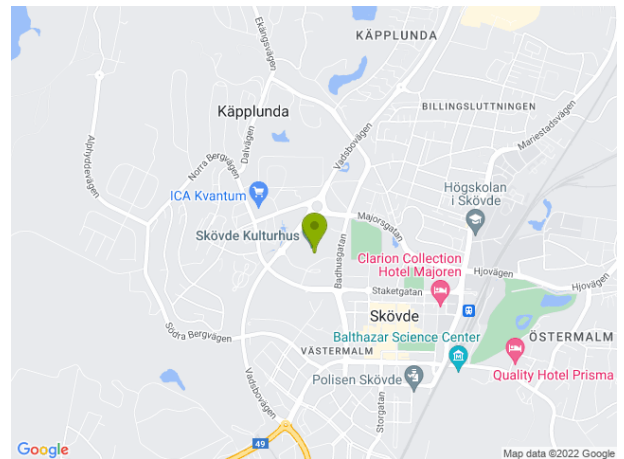 KÄPPLUNDA
Ekängsvägen
Käpplunda
BILLINGSLUTTNINGEN
Mariestadsvägen
Alphyddevägen
Dalvägen
Vadsbovägen
Norra Bergvägen
ICA Kvantum
Högskolan
i Skövde
Majorsgatan
Skövde Kulturhus
Badhusgatan
Clarion Collection
Hotel Majoren
Hjovägen
Hjovägen
Staketgatan
Skövde
Södra Bergvägen
Balthazar Science Center
ÖSTERMALM
VÄSTERMALM
Vadsbovägen
Polisen Skövde
Quality Hotel Prisma
Storgatan
49
Google
Map data ©2022 Google